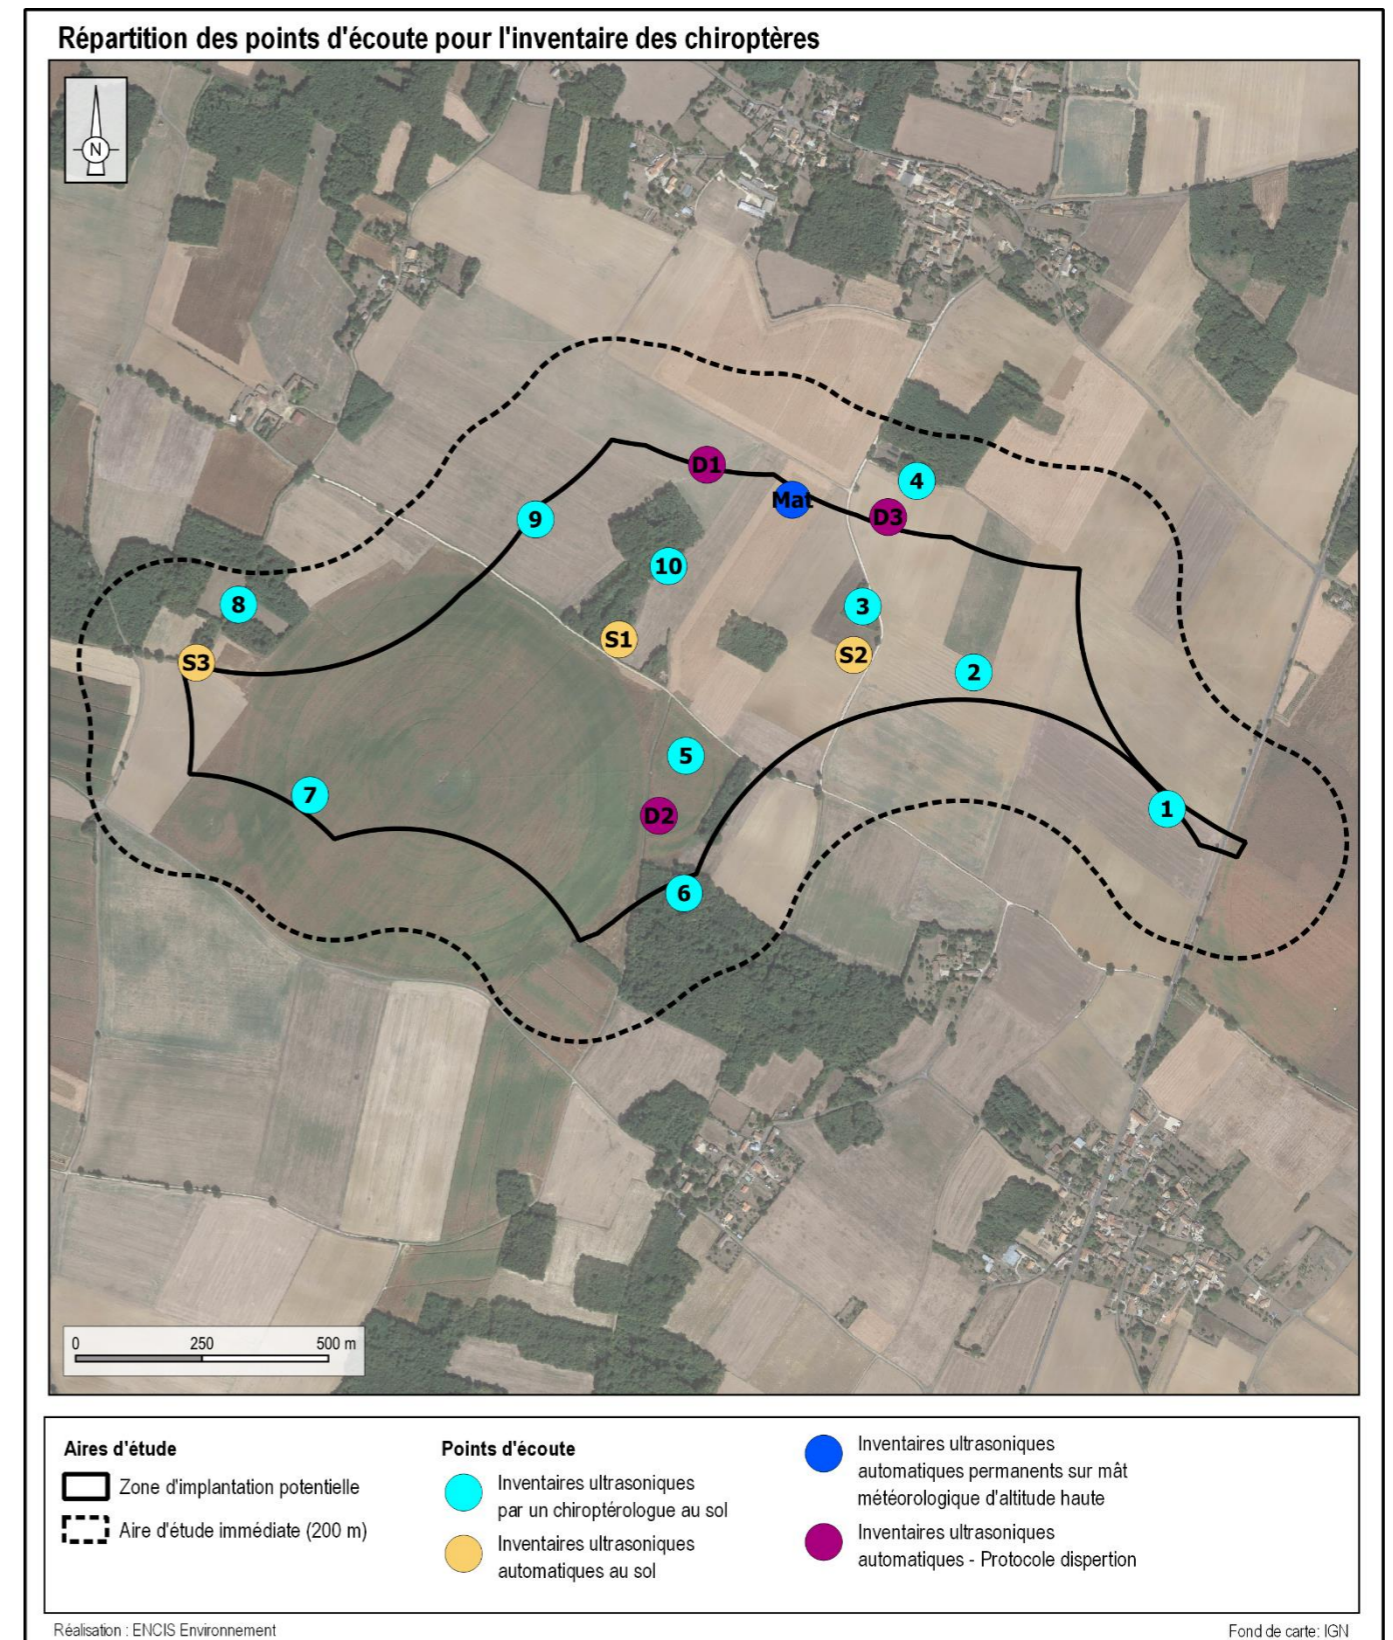 Répartition des points d'écoute pour l'inventaire des chiroptères
N
D1
Mat
4
D3
9
10
8
3
S1
S2
S3
2
5
7
D2
1
6
0 250 500 m
Aires d'étude
Zone d'implantation potentielle
Aire d'étude immédiate (200 m)
Points d'écoute
Inventaires ultrasoniques
par un chiroptérologue au sol
Inventaires ultrasoniques
automatiques au sol
Inventaires ultrasoniques
automatiques permanents sur mât
météorologique d'altitude haute
Inventaires ultrasoniques
automatiques - Protocole dispertion
Réalisation : ENCIS Environnement
Fond de carte: IGN